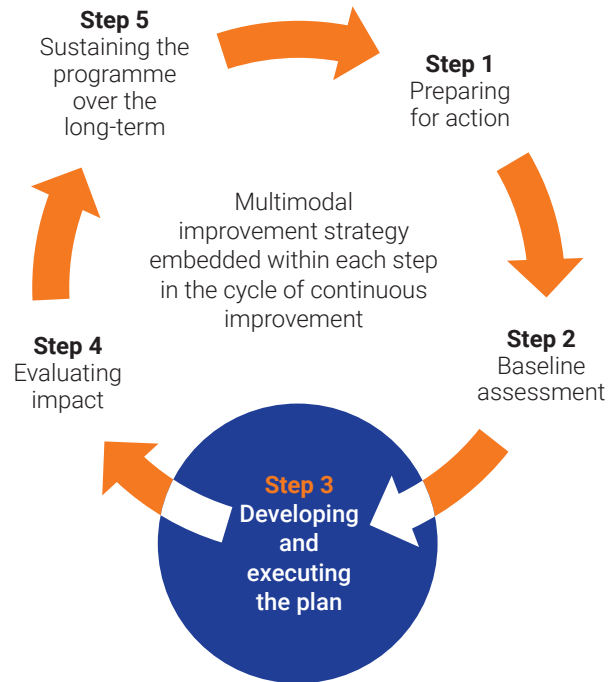 Step 5
Sustaining the
programme
over the
long-term
Step 1
Preparing
for action
Multimodal
improvement strategy
embedded within each step
in the cycle of continuous
improvement
Step 2
Baseline
assessment
Step 4
Evaluating
impact
Step 3
Developing
and
executing
the plan